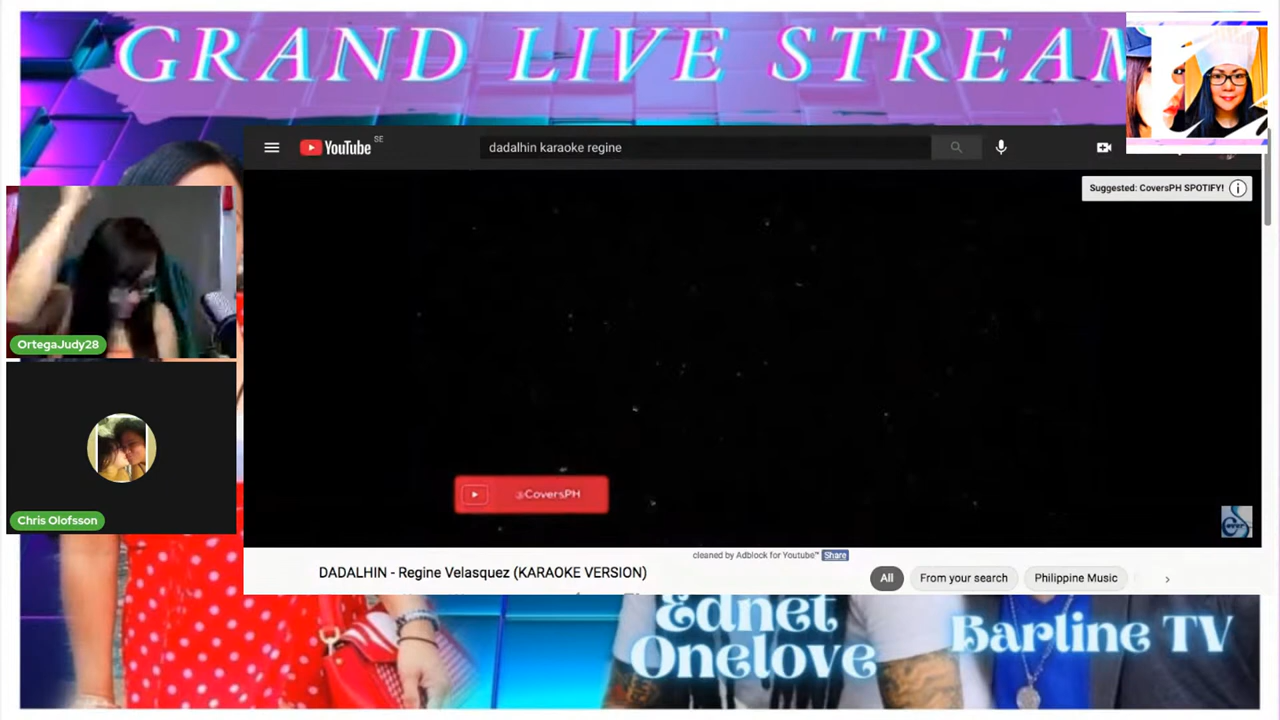 GRAND LIVE STREAM
YouTube SE
dadalhin karaoke regine
Suggested: CoversPH SPOTIFY!
OrtegaJudy28
@CoversPH
Chris Olofsson
cleaned by Adblock for Youtube™ Share
DADALHIN - Regine Velasquez (KARAOKE VERSION)
All
From your search
Philippine Music
Ednet
Onelove
Barline TV